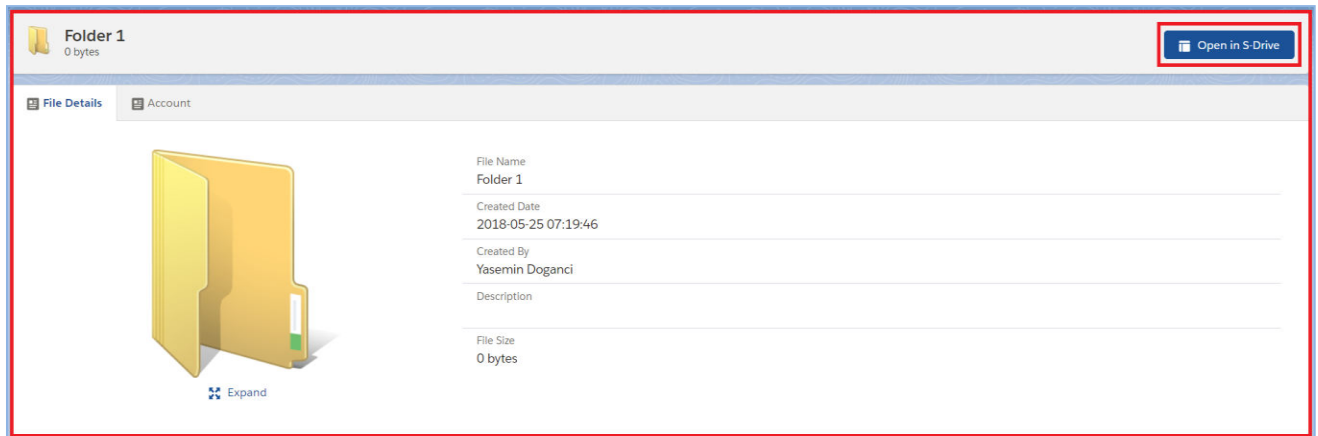 Folder 1
0 bytes
Open in S-Drive
File Details
Account
File Name
Folder 1
Created Date
2018-05-25 07:19:46
Created By
Yasemin Doganci
Description
File Size
0 bytes
Expand